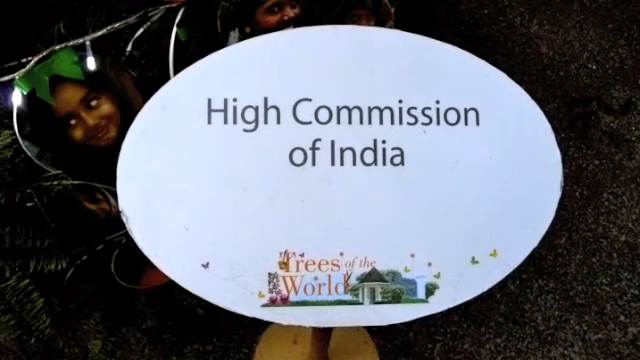 High Commission
of India
Trees of the
World